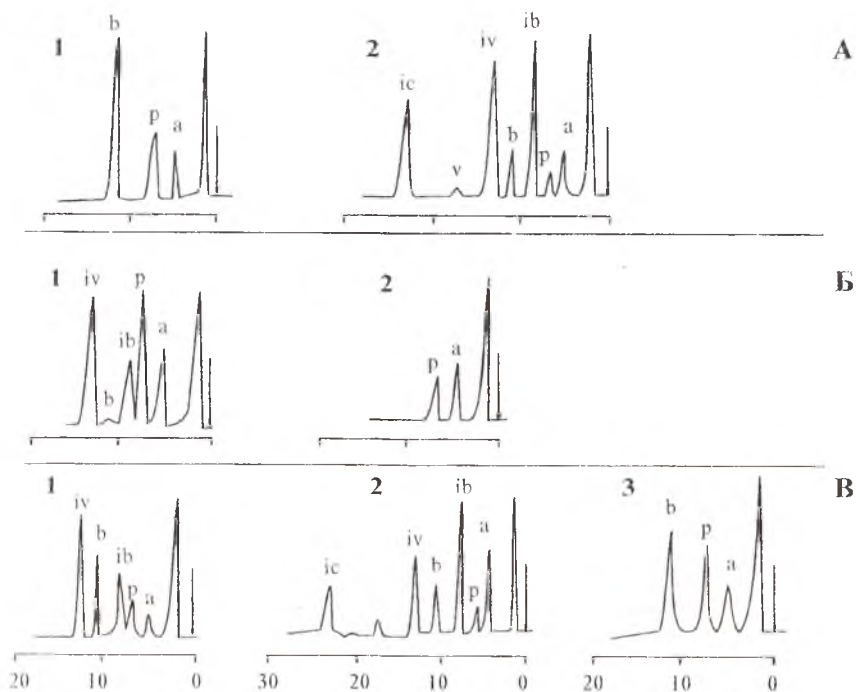 1 b p a 2 ic v iv b ib p a А
1 iv b ib p a 2 p a Б
1 iv b ib p a 2 ic iv b ib p a 3 b p a В
20 10 0 30 20 10 0 20 10 0